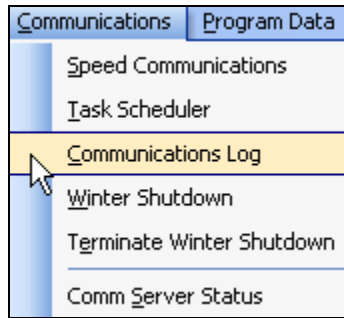 Communications Program Data
Speed Communications
Task Scheduler
Communications Log
Winter Shutdown
Terminate Winter Shutdown
Comm Server Status